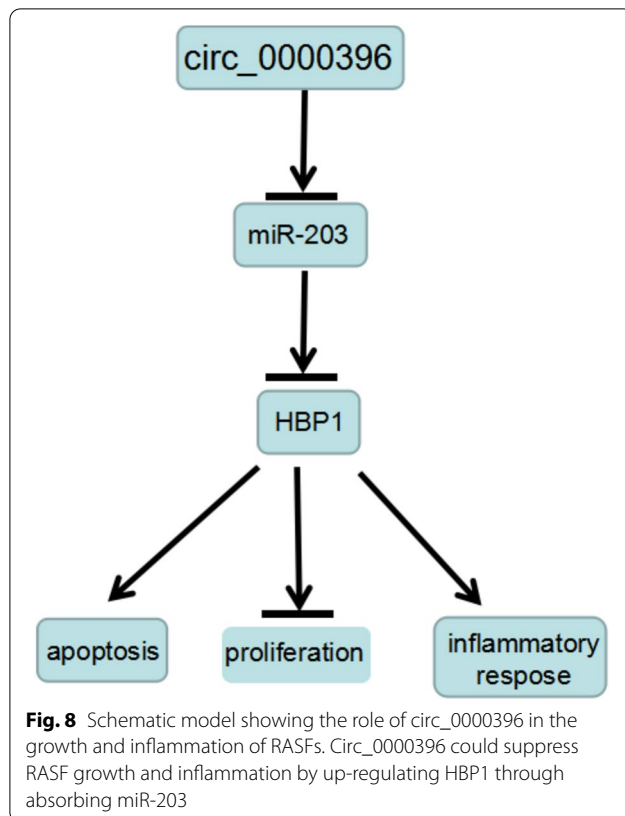 circ_0000396
miR-203
HBP1
apoptosis
proliferation
inflammatory
respose
Fig. 8 Schematic model showing the role of circ_0000396 in the
growth and inflammation of RASFs. Circ_0000396 could suppress
RASF growth and inflammation by up-regulating HBP1 through
absorbing miR-203